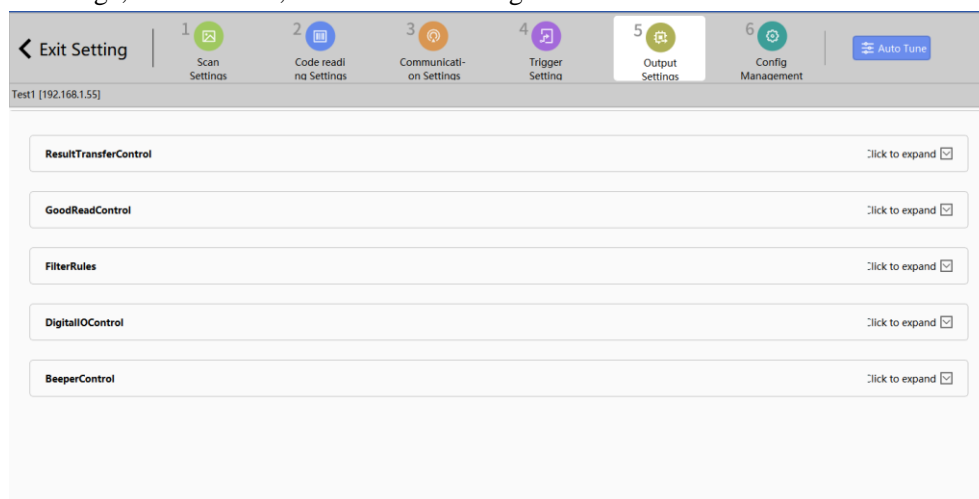 Exit Setting
1
Scan
Settings
2
Code readi
ng Settings
3
Communicati-
on Settings
4
Trigger
Setting
5
Output
Settings
6
Config
Management
Auto Tune
Test1 [192.168.1.55]
ResultTransferControl
Click to expand
GoodReadControl
Click to expand
FilterRules
Click to expand
DigitalIOControl
Click to expand
BeeperControl
Click to expand